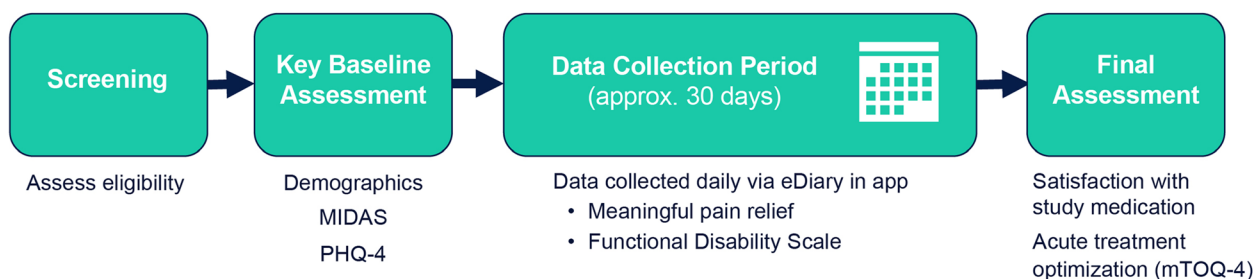 Screening
Key Baseline
Assessment
Data Collection Period
(approx. 30 days)
Final
Assessment
Assess eligibility
Demographics
MIDAS
PHQ-4
Data collected daily via eDiary in app
• Meaningful pain relief
• Functional Disability Scale
Satisfaction with
study medication
Acute treatment
optimization (mTOQ-4)